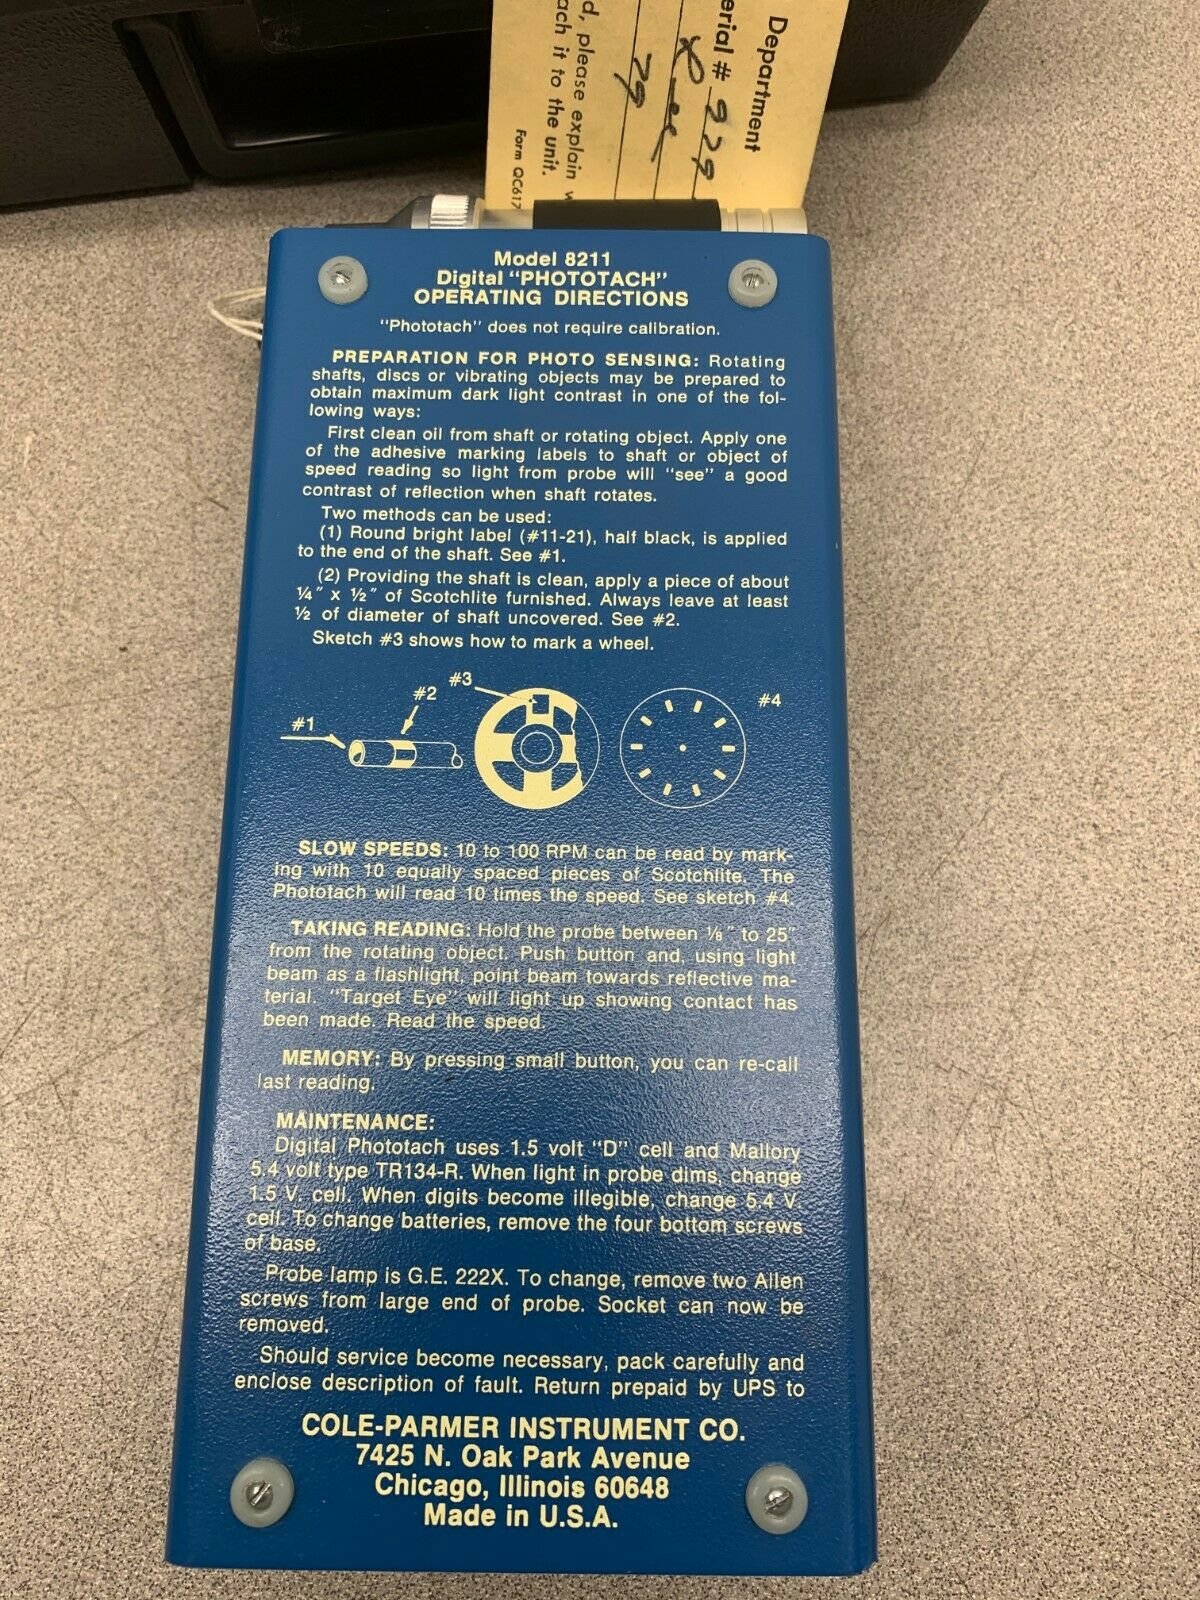 Department
erial # 229
d, please explain w
ach it to the unit.
Form QC617
Model 8211
Digital "PHOTOTACH"
OPERATING DIRECTIONS
"Phototach" does not require calibration.
PREPARATION FOR PHOTO SENSING: Rotating
shafts, discs or vibrating objects may be prepared to
obtain maximum dark light contrast in one of the fol-
lowing ways:
First clean oil from shaft or rotating object. Apply one
of the adhesive marking labels to shaft or object of
speed reading so light from probe will "see" a good
contrast of reflection when shaft rotates.
Two methods can be used:
(1) Round bright label (#11-21), half black, is applied
to the end of the shaft. See #1.
(2) Providing the shaft is clean, apply a piece of about
¼" x ½" of Scotchlite furnished. Always leave at least
½ of diameter of shaft uncovered. See #2.
Sketch #3 shows how to mark a wheel.
#1
#2
#3
#4
SLOW SPEEDS: 10 to 100 RPM can be read by mark-
ing with 10 equally spaced pieces of Scotchlite. The
Phototach will read 10 times the speed. See sketch #4.
TAKING READING: Hold the probe between ⅛" to 25"
from the rotating object. Push button and, using light
beam as a flashlight, point beam towards reflective ma-
terial. "Target Eye" will light up showing contact has
been made. Read the speed.
MEMORY: By pressing small button, you can re-call
last reading.
MAINTENANCE:
Digital Phototach uses 1.5 volt "D" cell and Mallory
5.4 volt type TR134-R. When light in probe dims, change
1.5 V. cell. When digits become illegible, change 5.4 V.
cell. To change batteries, remove the four bottom screws
of base.
Probe lamp is G.E. 222X. To change, remove two Allen
screws from large end of probe. Socket can now be
removed.
Should service become necessary, pack carefully and
enclose description of fault. Return prepaid by UPS to
COLE-PARMER INSTRUMENT CO.
7425 N. Oak Park Avenue
Chicago, Illinois 60648
Made in U.S.A.